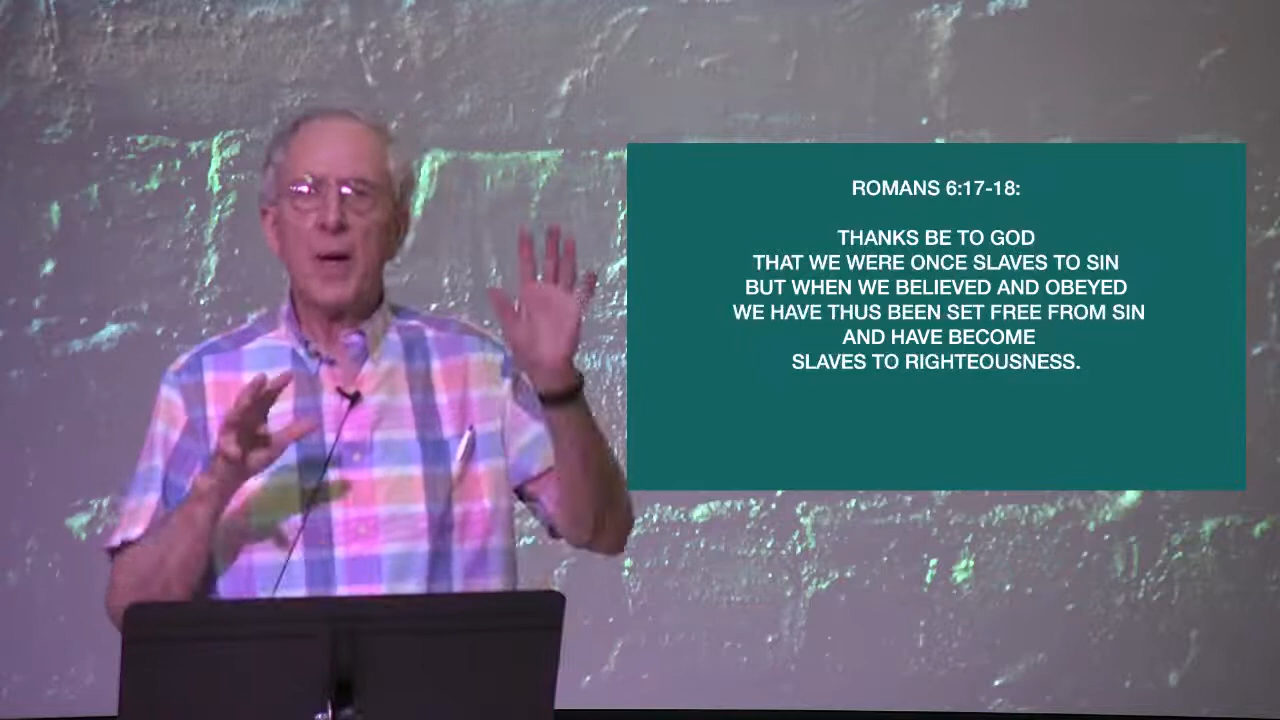 ROMANS 6:17-18:
THANKS BE TO GOD
THAT WE WERE ONCE SLAVES TO SIN
BUT WHEN WE BELIEVED AND OBEYED
WE HAVE THUS BEEN SET FREE FROM SIN
AND HAVE BECOME
SLAVES TO RIGHTEOUSNESS.